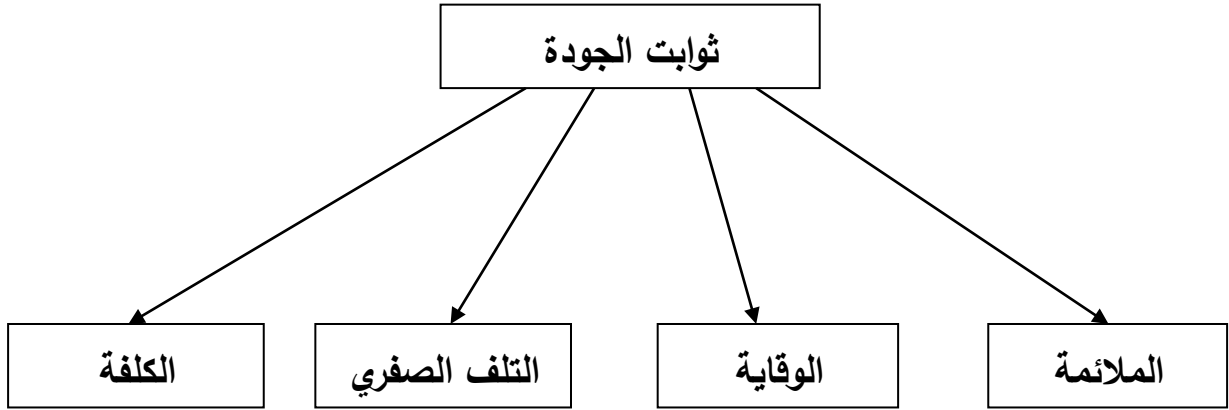 ثوابت الجودة
الملائمة
الوقاية
التلف الصفري
الكلفة